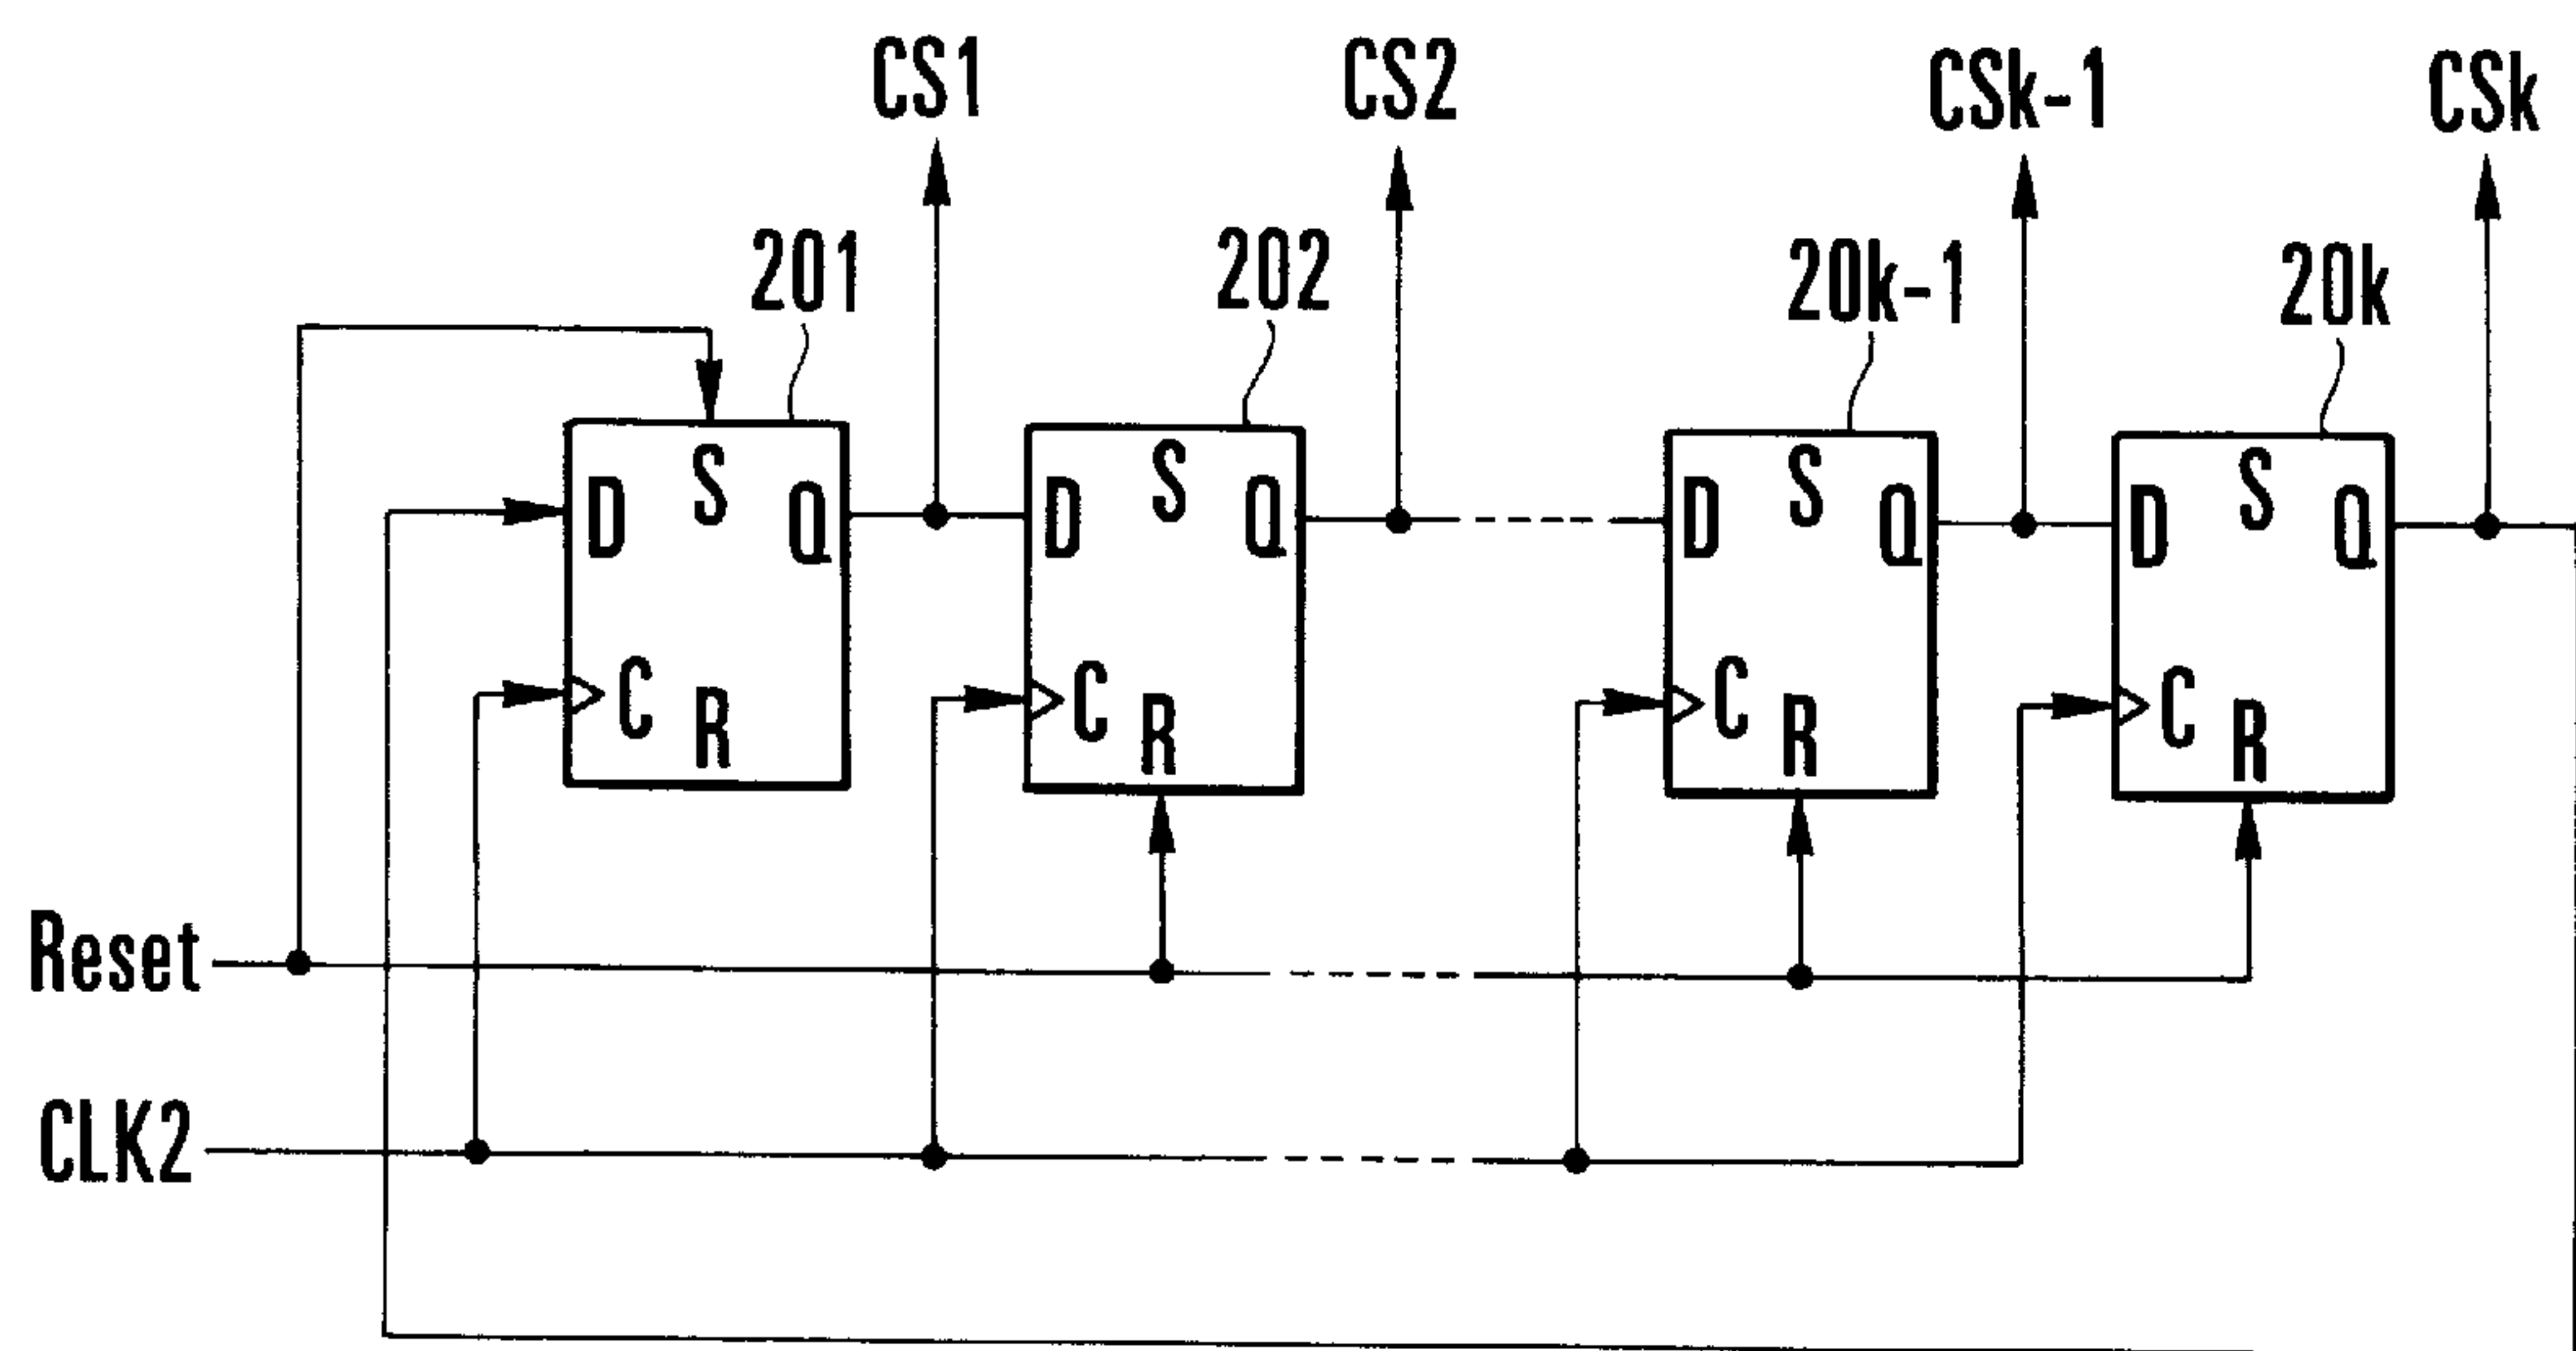 CS1 CS2 CSk-1 CSk
201 202 20k-1 20k
D S Q D S Q D S Q D S Q
C R C R C R C R
Reset
CLK2